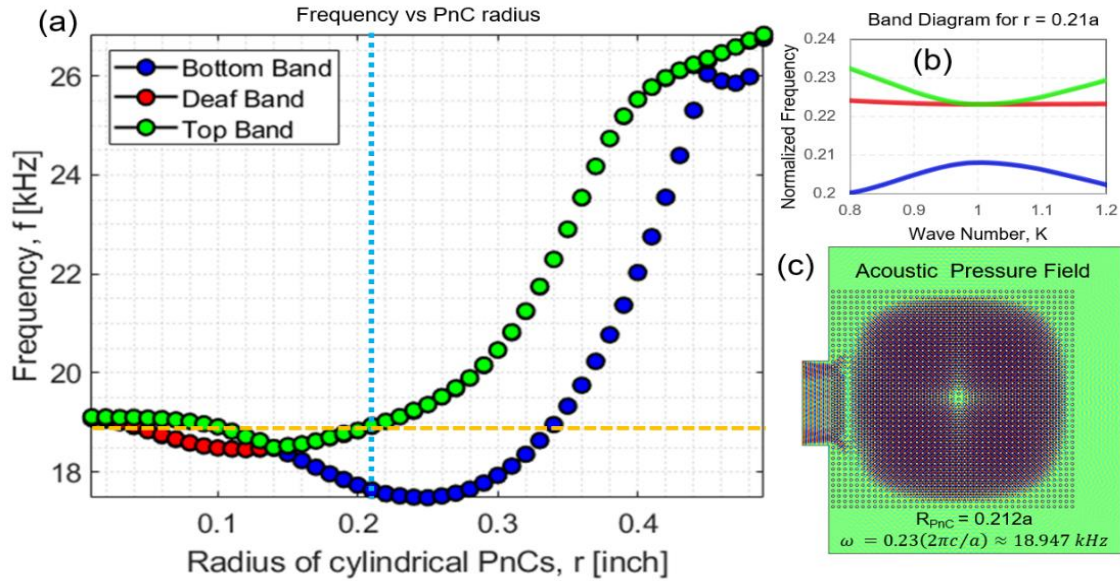 (a)
Frequency vs PnC radius
Frequency, f [kHz]
26
24
22
20
18
0.1
0.2
0.3
0.4
Radius of cylindrical PnCs, r [inch]
Bottom Band
Deaf Band
Top Band
Band Diagram for r = 0.21a
(b)
Normalized Frequency
0.24
0.23
0.22
0.21
0.2
0.8
0.9
1
1.1
1.2
Wave Number, K
(c)
Acoustic Pressure Field
R_PnC = 0.212a
ω = 0.23(2πc/a) ≈ 18.947 kHz